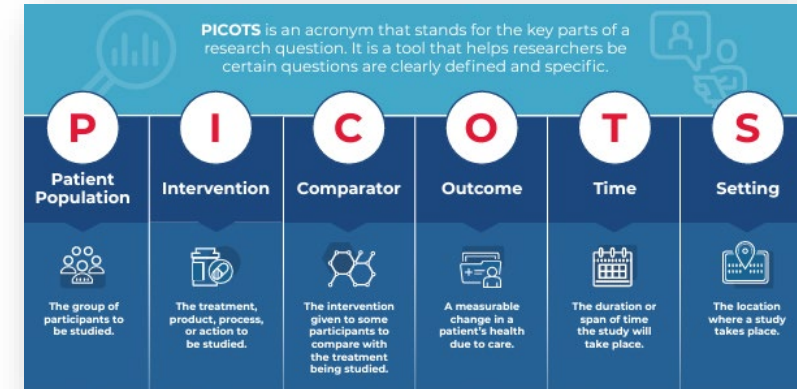 PICOTS is an acronym that stands for the key parts of a
research question. It is a tool that helps researchers be
certain questions are clearly defined and specific.
P
Patient
Population
The group of
participants to
be studied.
I
Intervention
The treatment,
product, process,
or action to
be studied.
C
Comparator
The intervention
given to some
participants to
compare with
the treatment
being studied.
O
Outcome
A measurable
change in a
patient's health
due to care.
T
Time
The duration or
span of time
the study will
take place.
S
Setting
The location
where a study
takes place.